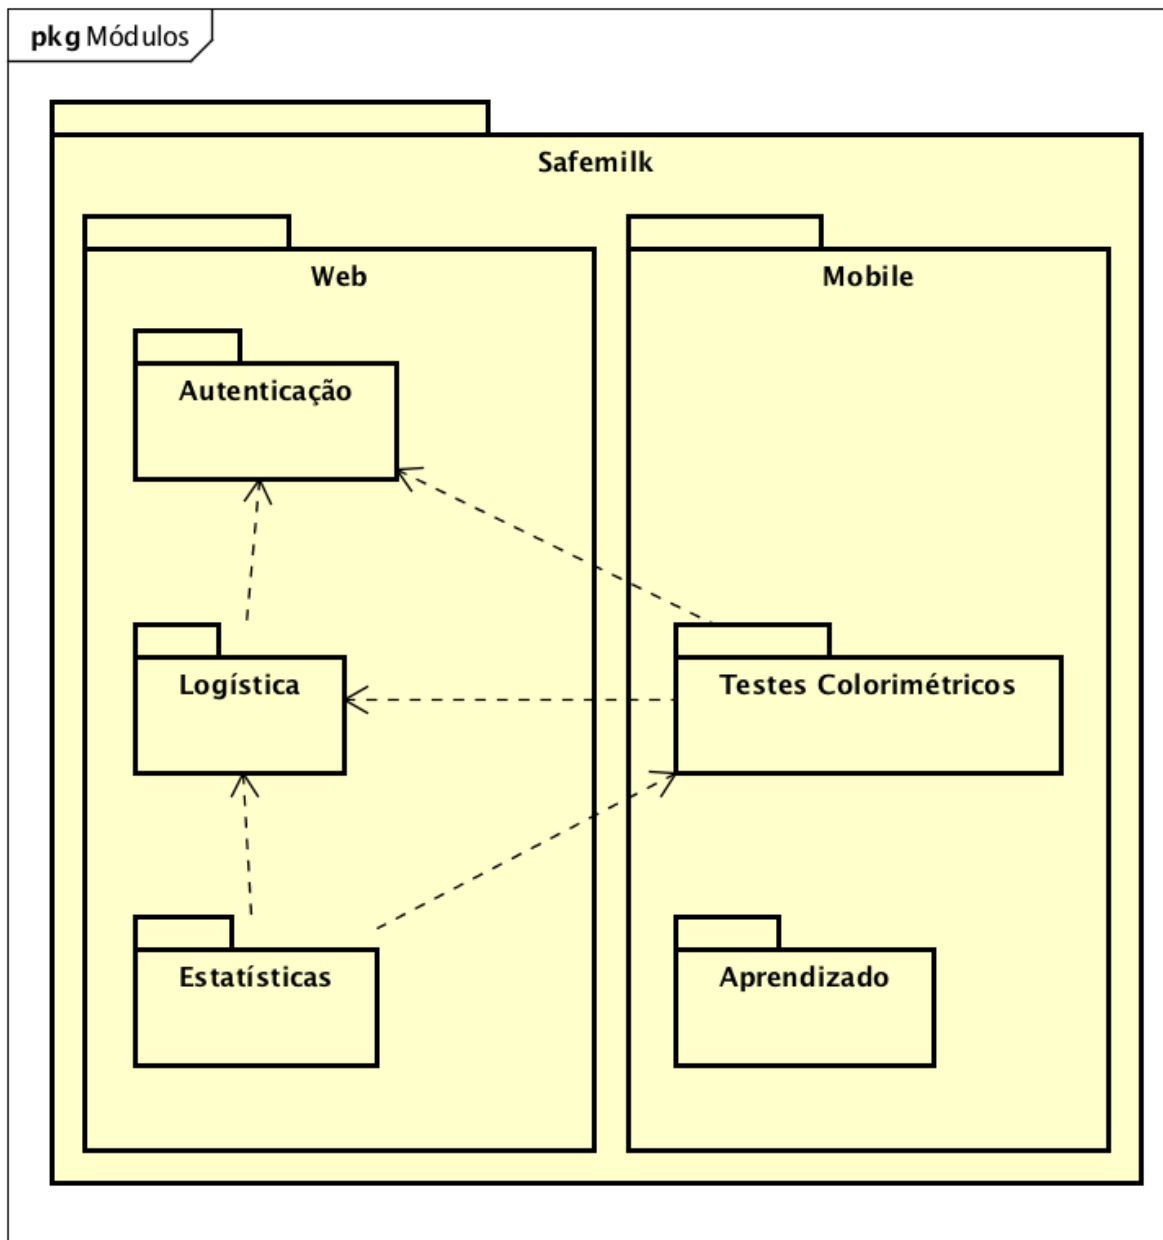 pkg Módulos
Safemilk
Web
Mobile
Autenticação
Logística
Testes Colorimétricos
Estatísticas
Aprendizado